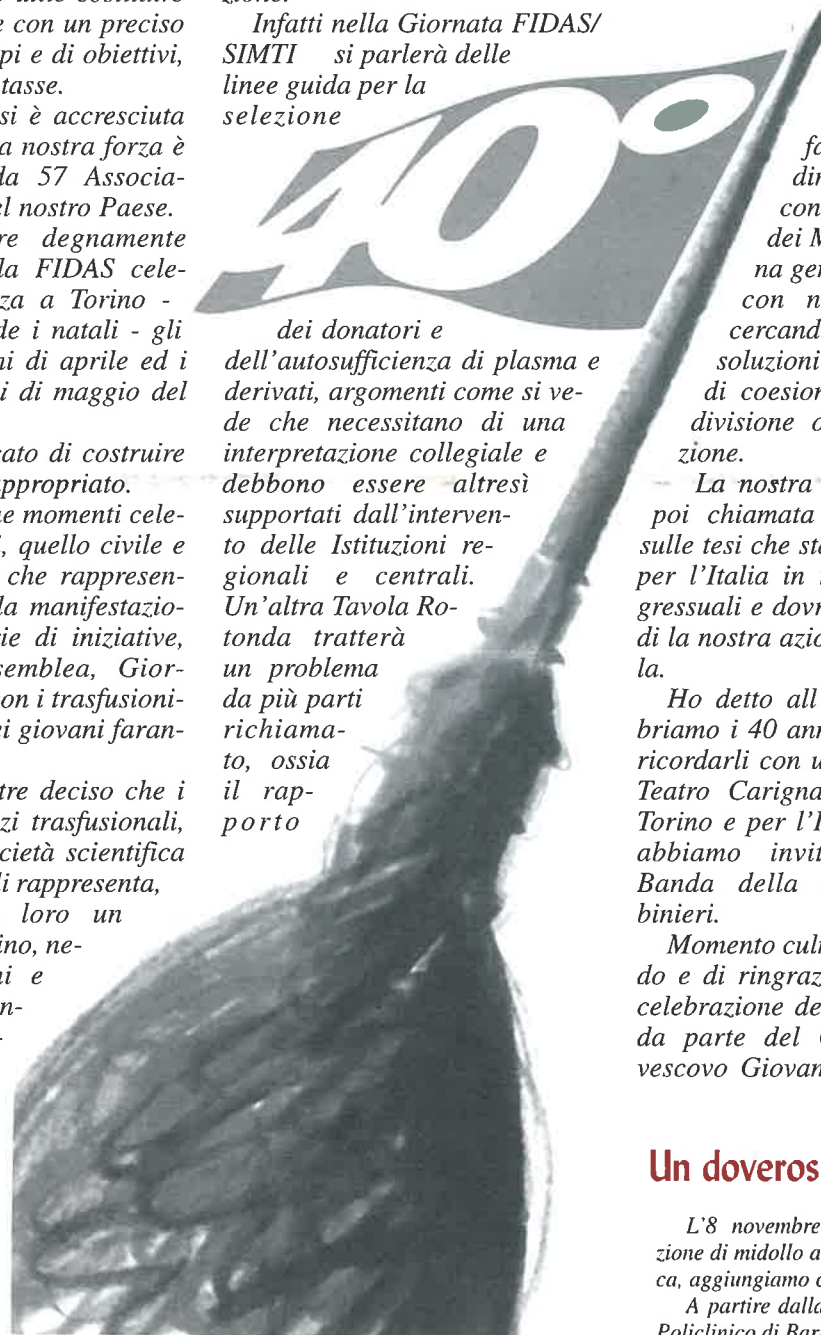 e con un preciso
pi e di obiettivi,
tasse.
si è accresciuta
a nostra forza è
da 57 Associa-
el nostro Paese.
re degnamente
la FIDAS cele-
za a Torino -
de i natali - gli
ni di aprile ed i
i di maggio del
ato di costruire
appropriato.
e momenti cele-
, quello civile e
che rappresen-
la manifestazio-
ie di iniziative,
semblea, Gior-
on i trasfusioni-
ei giovani faran-
tre deciso che i
zi trasfusionali,
cietà scientifica
li rappresenta,
loro un
ino, ne-
ni e
n-
-
Infatti nella Giornata FIDAS/
SIMTI si parlerà delle
linee guida per la
selezione
40°
dei donatori e
dell'autosufficienza di plasma e
derivati, argomenti come si ve-
de che necessitano di una
interpretazione collegiale e
debbono essere altresì
supportati dall'interven-
to delle Istituzioni re-
gionali e centrali.
Un'altra Tavola Ro-
tonda tratterà
un problema
da più parti
richiama-
to, ossia
il rap-
porto
fa
din
con
dei M
na gen
con n
cercand
soluzioni
di coesion
divisione o
zione.
La nostra
poi chiamata
sulle tesi che sta
per l'Italia in
gressuali e dovr
di la nostra azio
la.
Ho detto all
briamo i 40 ann
ricordarli con u
Teatro Carigna
Torino e per l'I
abbiamo invit
Banda della
binieri.
Momento cult
do e di ringraz
celebrazione de
da parte del
vescovo Giovan
Un doveros
L'8 novembre
zione di midollo a
ca, aggiungiamo c
A partire dalla
Policlinico di Bar